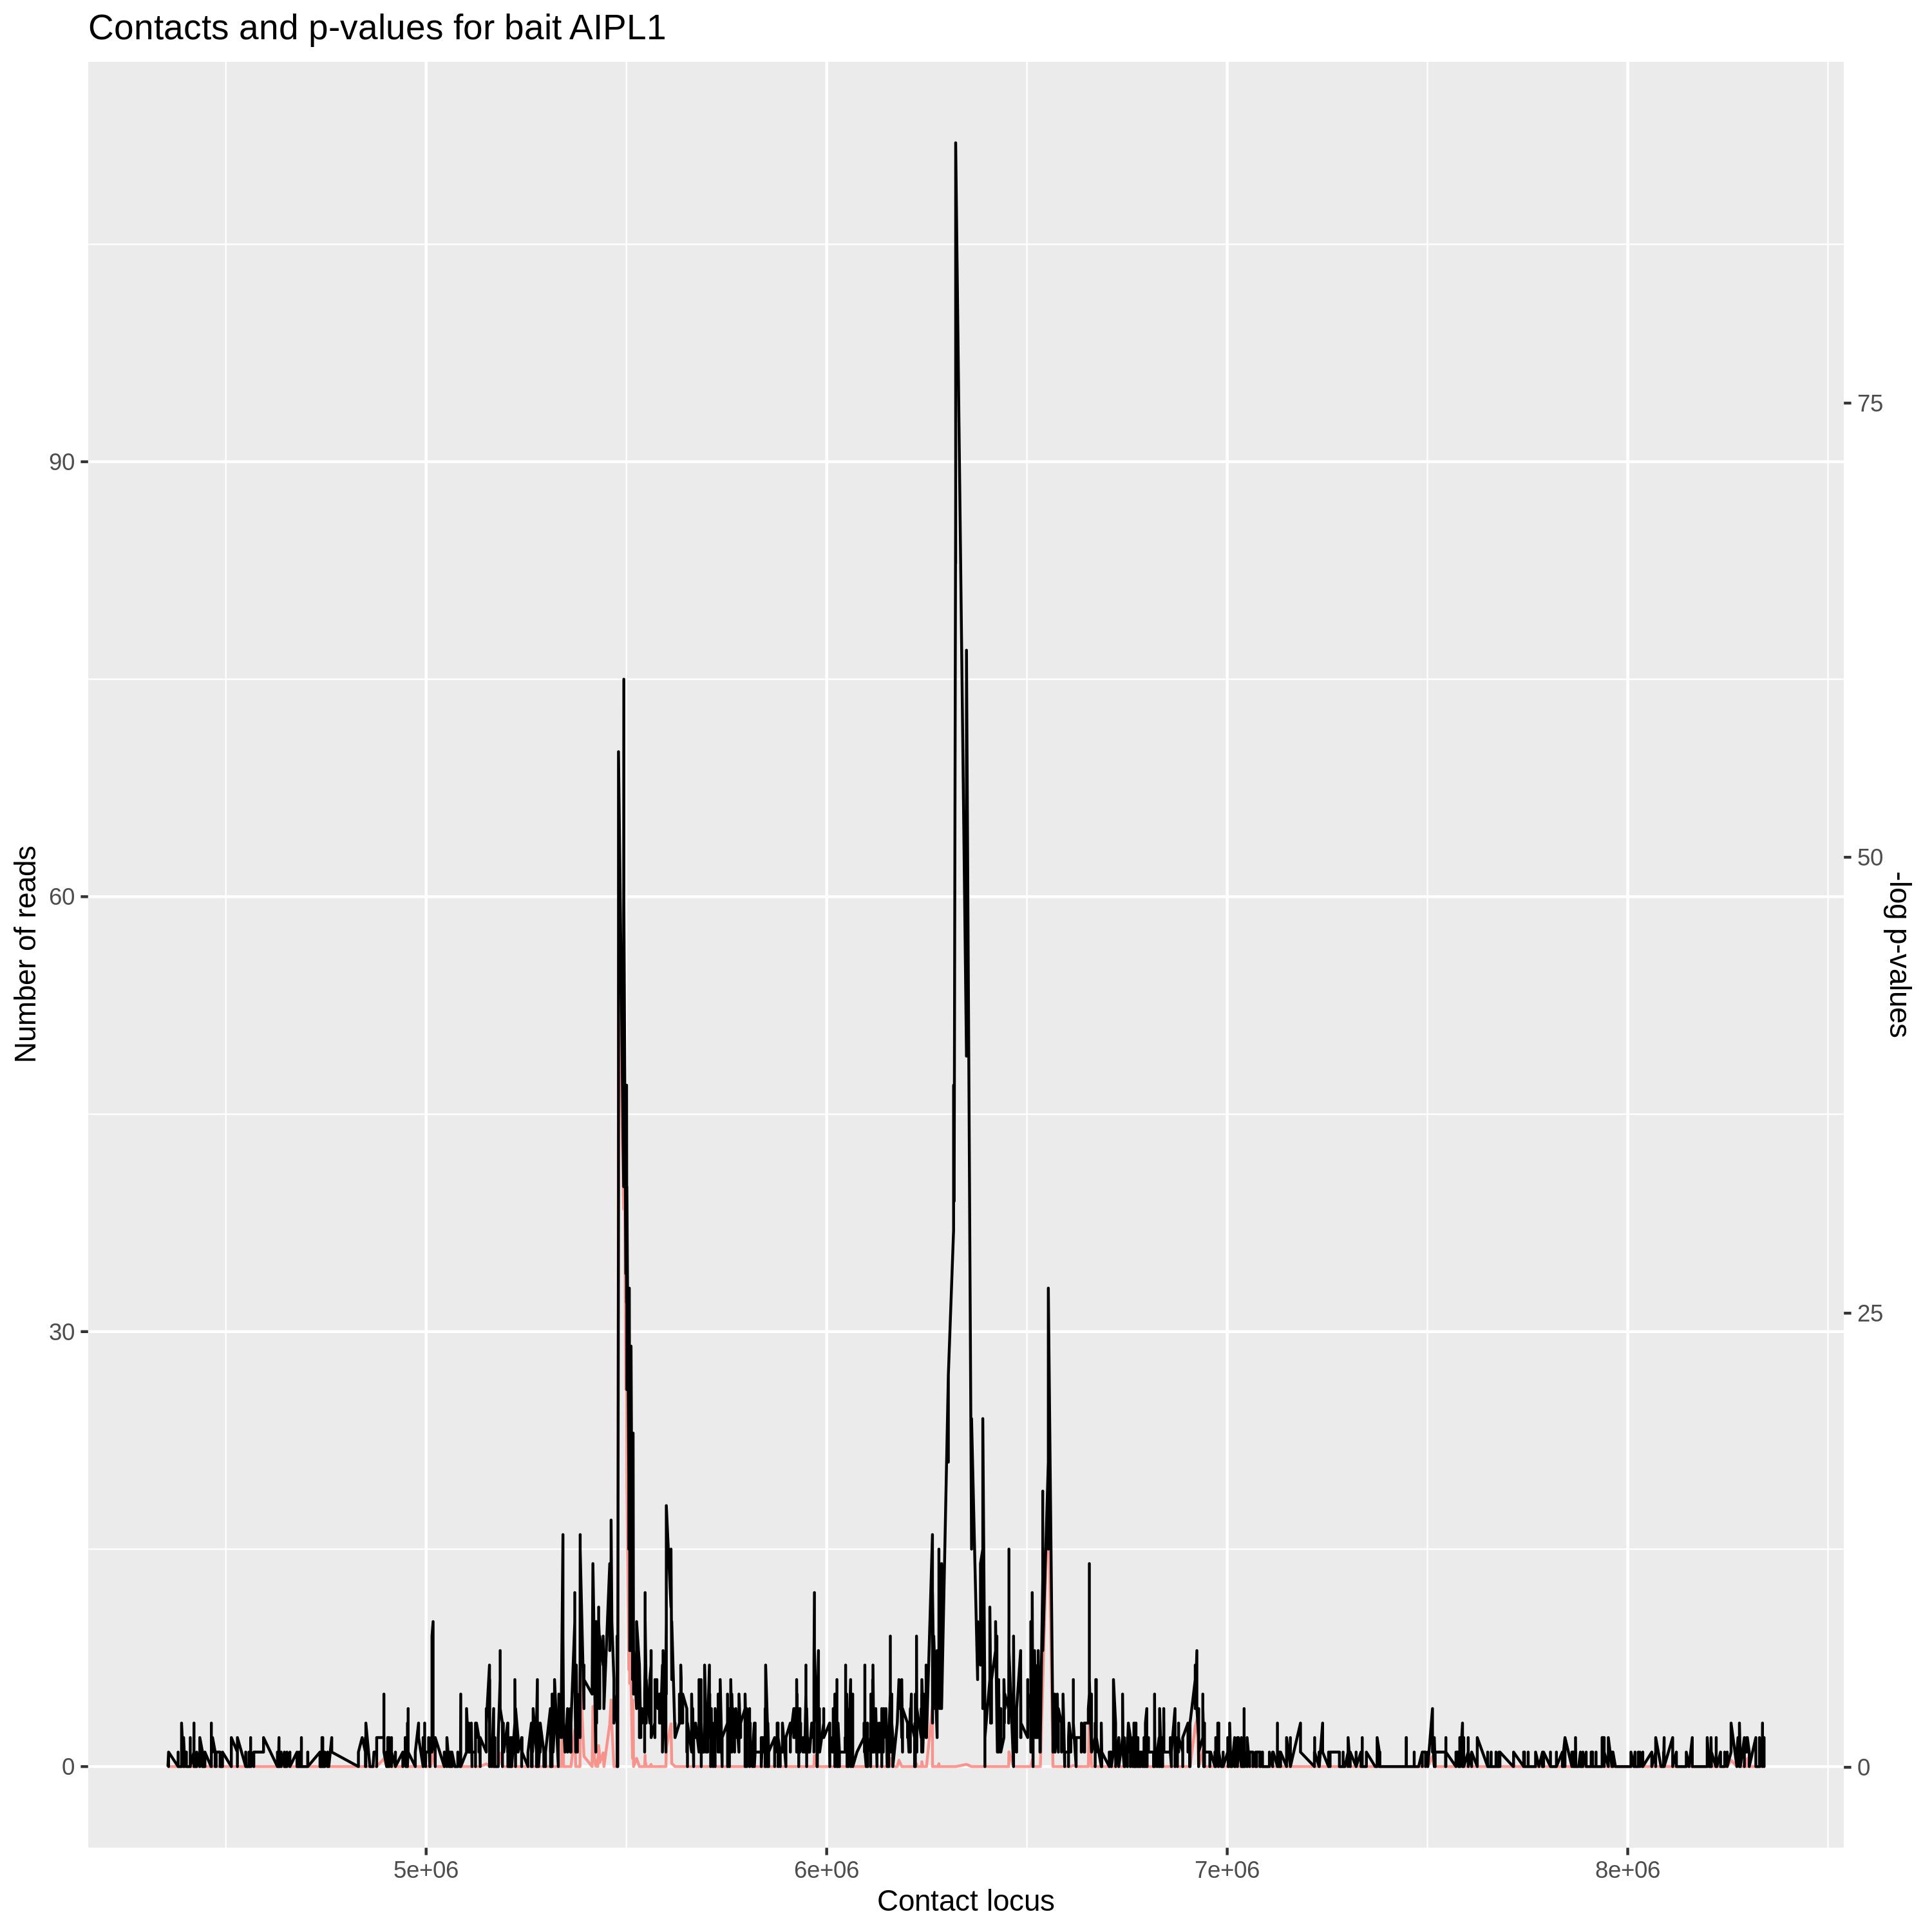 Contacts and p-values for bait AIPL1
Number of reads
90
60
30
0
75
50
25
0
-log p-values
5e+06 6e+06 7e+06 8e+06
Contact locus